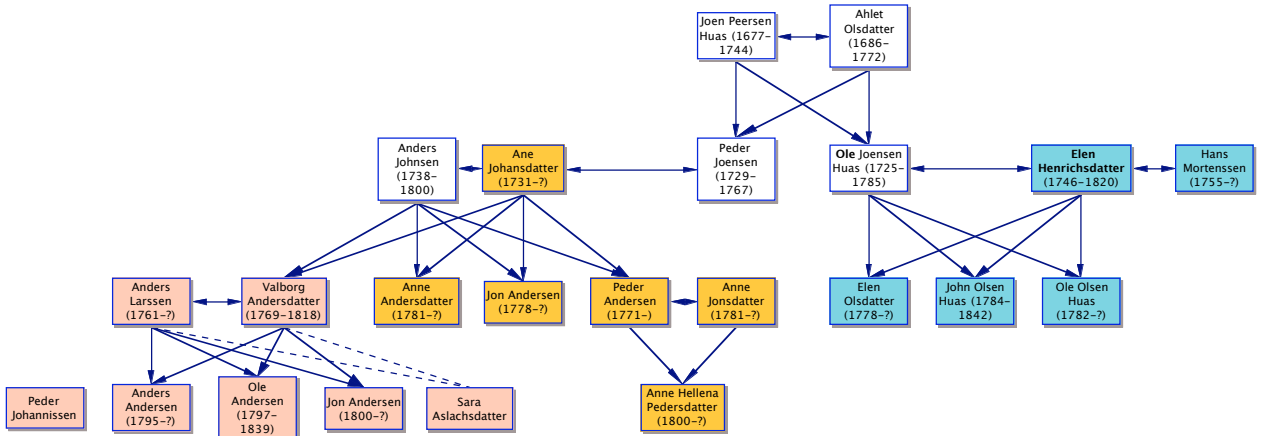 Joen Peersen
Huas (1677–
1744)
Ahlet
Olsdatter
(1686–
1772)
Anders
Johnsen
(1738–
1800)
Ane
Johansdatter
(1731–?)
Peder
Joensen
(1729–
1767)
Ole Joensen
Huas (1725–
1785)
Elen
Henrichsdatter
(1746–1820)
Hans
Mortenssen
(1755–?)
Anders
Larssen
(1761–?)
Valborg
Andersdatter
(1769–1818)
Anne
Andersdatter
(1781–?)
Jon Andersen
(1778–?)
Peder
Andersen
(1771–)
Anne
Jonsdatter
(1781–?)
Elen
Olsdatter
(1778–?)
John Olsen
Huas (1784–
1842)
Ole Olsen
Huas
(1782–?)
Peder
Johannissen
Anders
Andersen
(1795–?)
Ole
Andersen
(1797–
1839)
Jon Andersen
(1800–?)
Sara
Aslachsdatter
Anne Hellena
Pedersdatter
(1800–?)